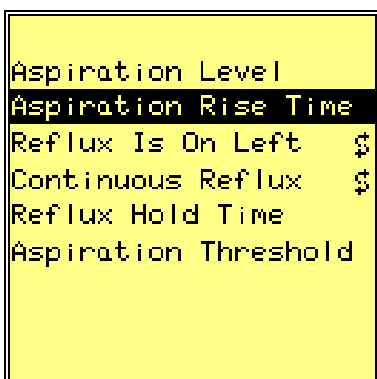 Aspiration Level
Aspiration Rise Time
Reflux Is On Left $
Continuous Reflux $
Reflux Hold Time
Aspiration Threshold